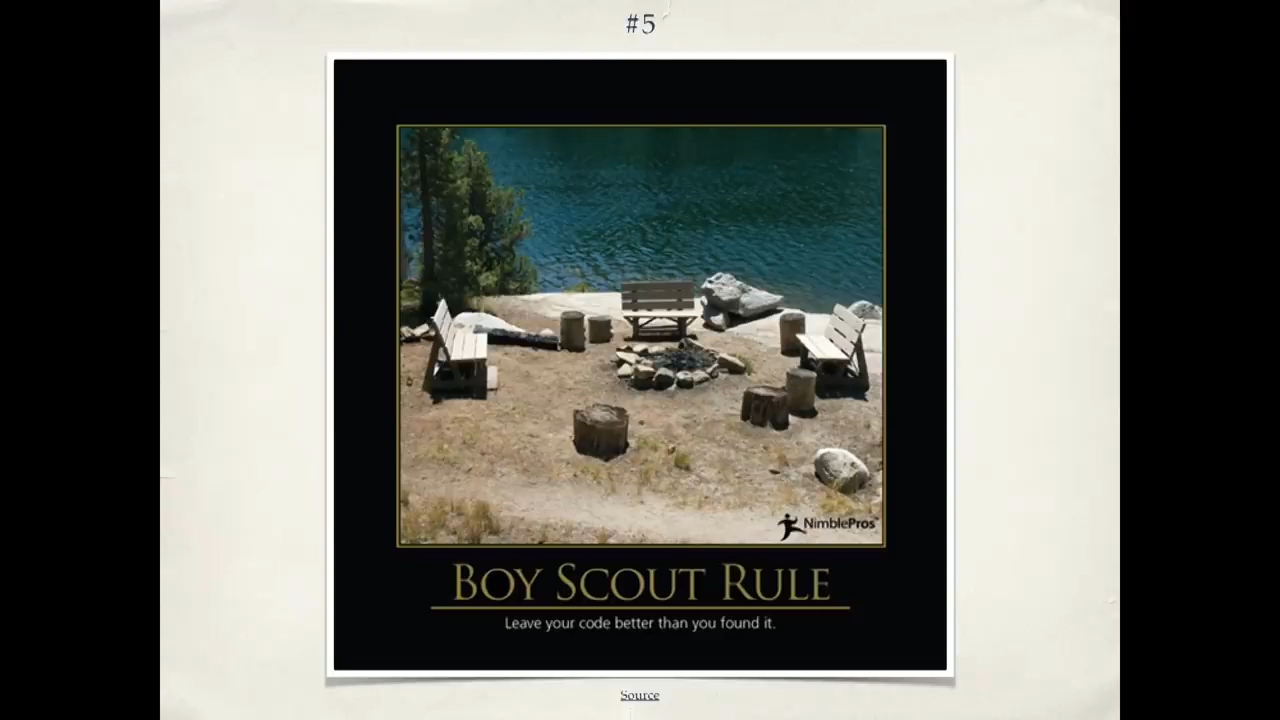 #5
NimblePros
BOY SCOUT RULE
Leave your code better than you found it.
Source